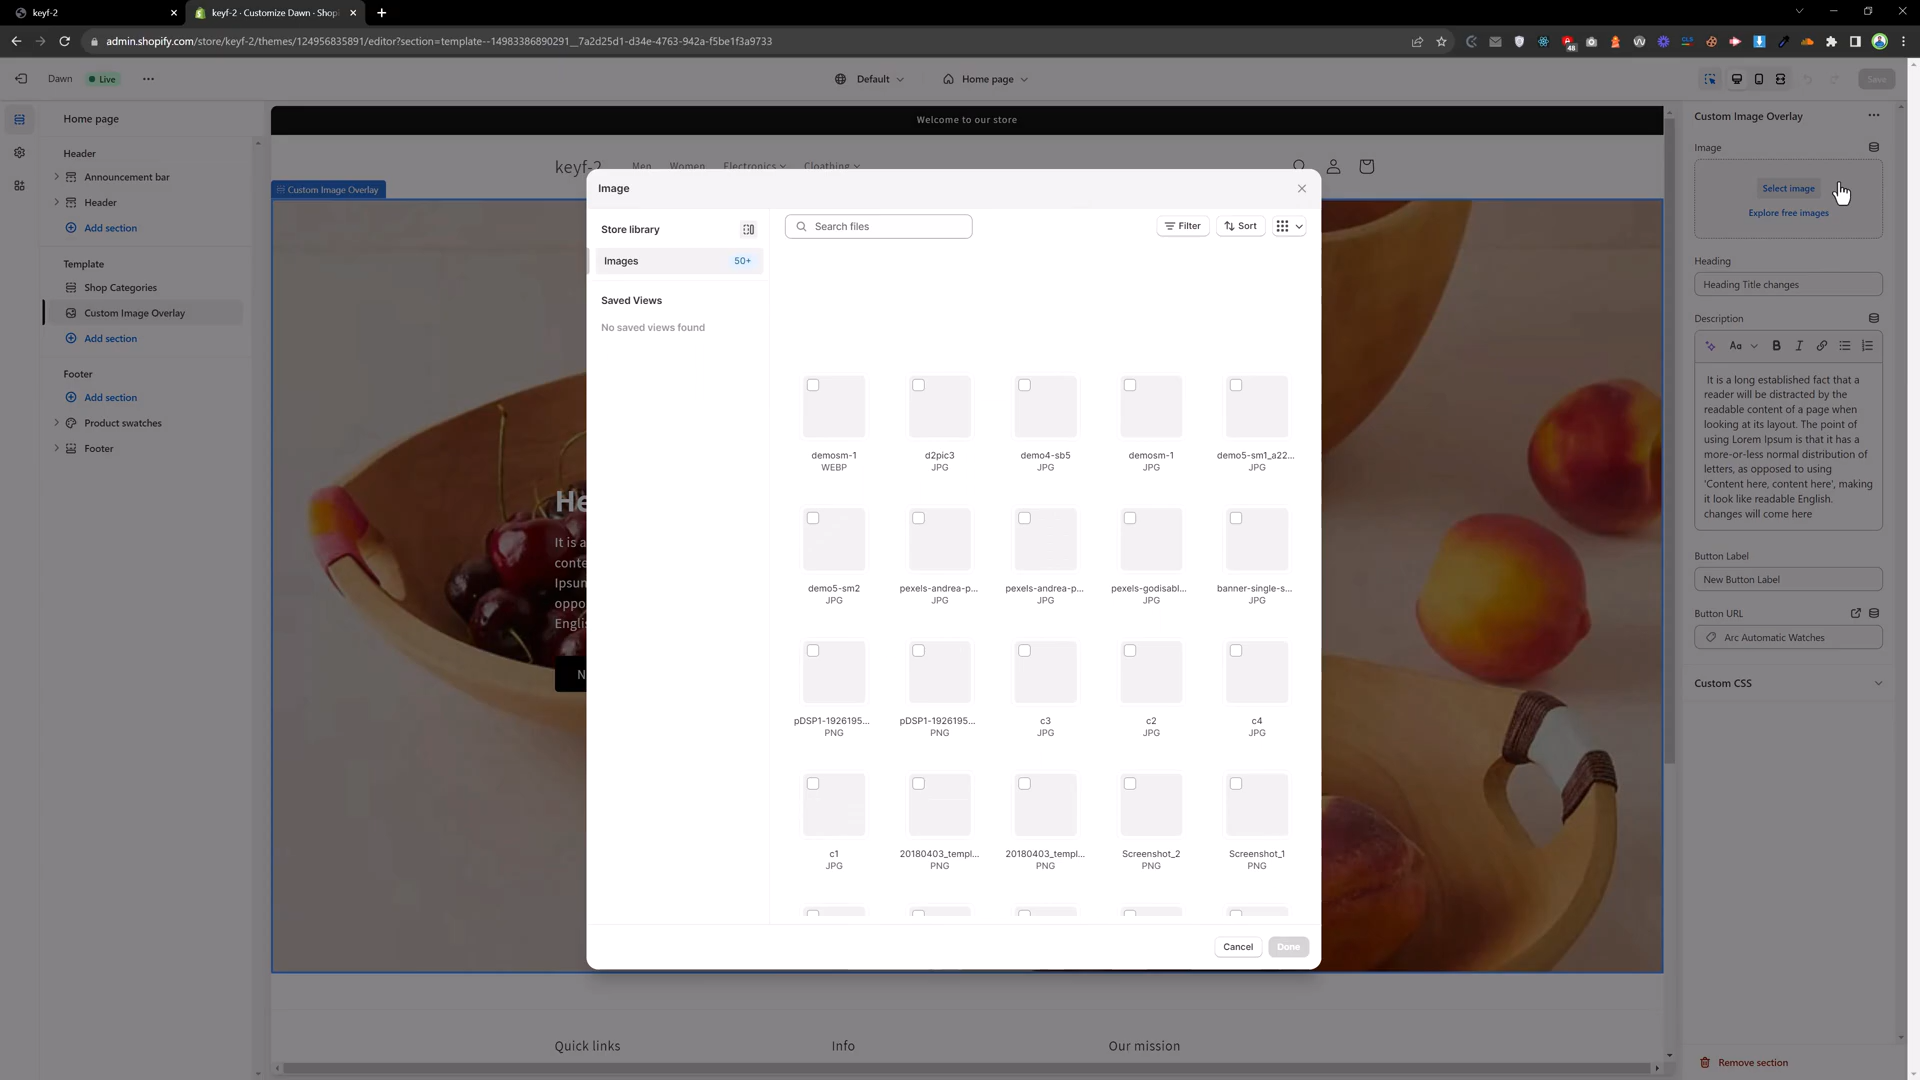 keyf-2
keyf-2 · Customize Dawn · Shopi
admin.shopify.com/store/keyf-2/themes/124956835891/editor?section=template--14983386890291__7a2d25d1-d34e-4763-942a-f5be1f3a9733
48
Dawn
Live
Default
Home page
Save
Home page
Header
Announcement bar
Header
Add section
Template
Shop Categories
Custom Image Overlay
Add section
Footer
Add section
Product swatches
Footer
Welcome to our store
keyf-2
Men
Women
Electronics
Cloathing
Custom Image Overlay
He
It is a
conte
Ipsu
oppo
Englis
N
Quick links
Info
Our mission
Image
Store library
Images
50+
Saved Views
No saved views found
Search files
Filter
Sort
demosm-1
WEBP
d2pic3
JPG
demo4-sb5
JPG
demosm-1
JPG
demo5-sm1_a22...
JPG
demo5-sm2
JPG
pexels-andrea-p...
JPG
pexels-andrea-p...
JPG
pexels-godisabl...
JPG
banner-single-s...
JPG
pDSP1-1926195...
PNG
pDSP1-1926195...
PNG
c3
JPG
c2
JPG
c4
JPG
c1
JPG
20180403_templ...
PNG
20180403_templ...
PNG
Screenshot_2
PNG
Screenshot_1
PNG
Cancel
Done
Custom Image Overlay
Image
Select image
Explore free images
Heading
Heading Title changes
Description
Aa
B
I
It is a long established fact that a
reader will be distracted by the
readable content of a page when
looking at its layout. The point of
using Lorem Ipsum is that it has a
more-or-less normal distribution of
letters, as opposed to using
'Content here, content here', making
it look like readable English.
changes will come here
Button Label
New Button Label
Button URL
Arc Automatic Watches
Custom CSS
Remove section